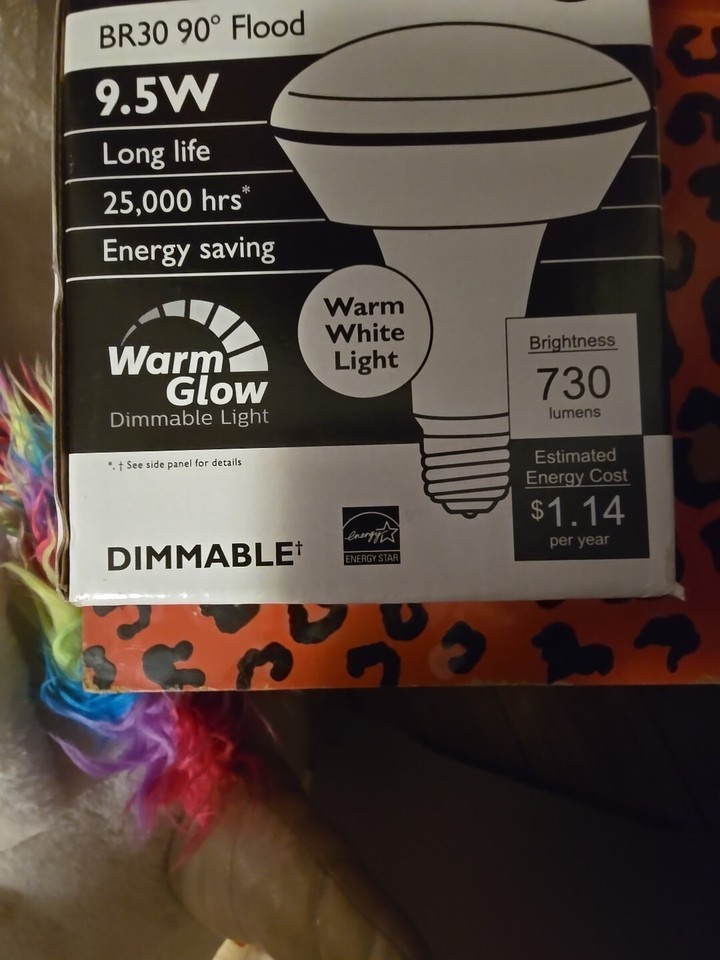 BR30 90° Flood
9.5W
Long life
25,000 hrs*
Energy saving
Warm
Glow
Dimmable Light
Warm
White
Light
Brightness
730
lumens
Estimated
Energy Cost
$1.14
per year
*, † See side panel for details
DIMMABLE†
energy
ENERGY STAR